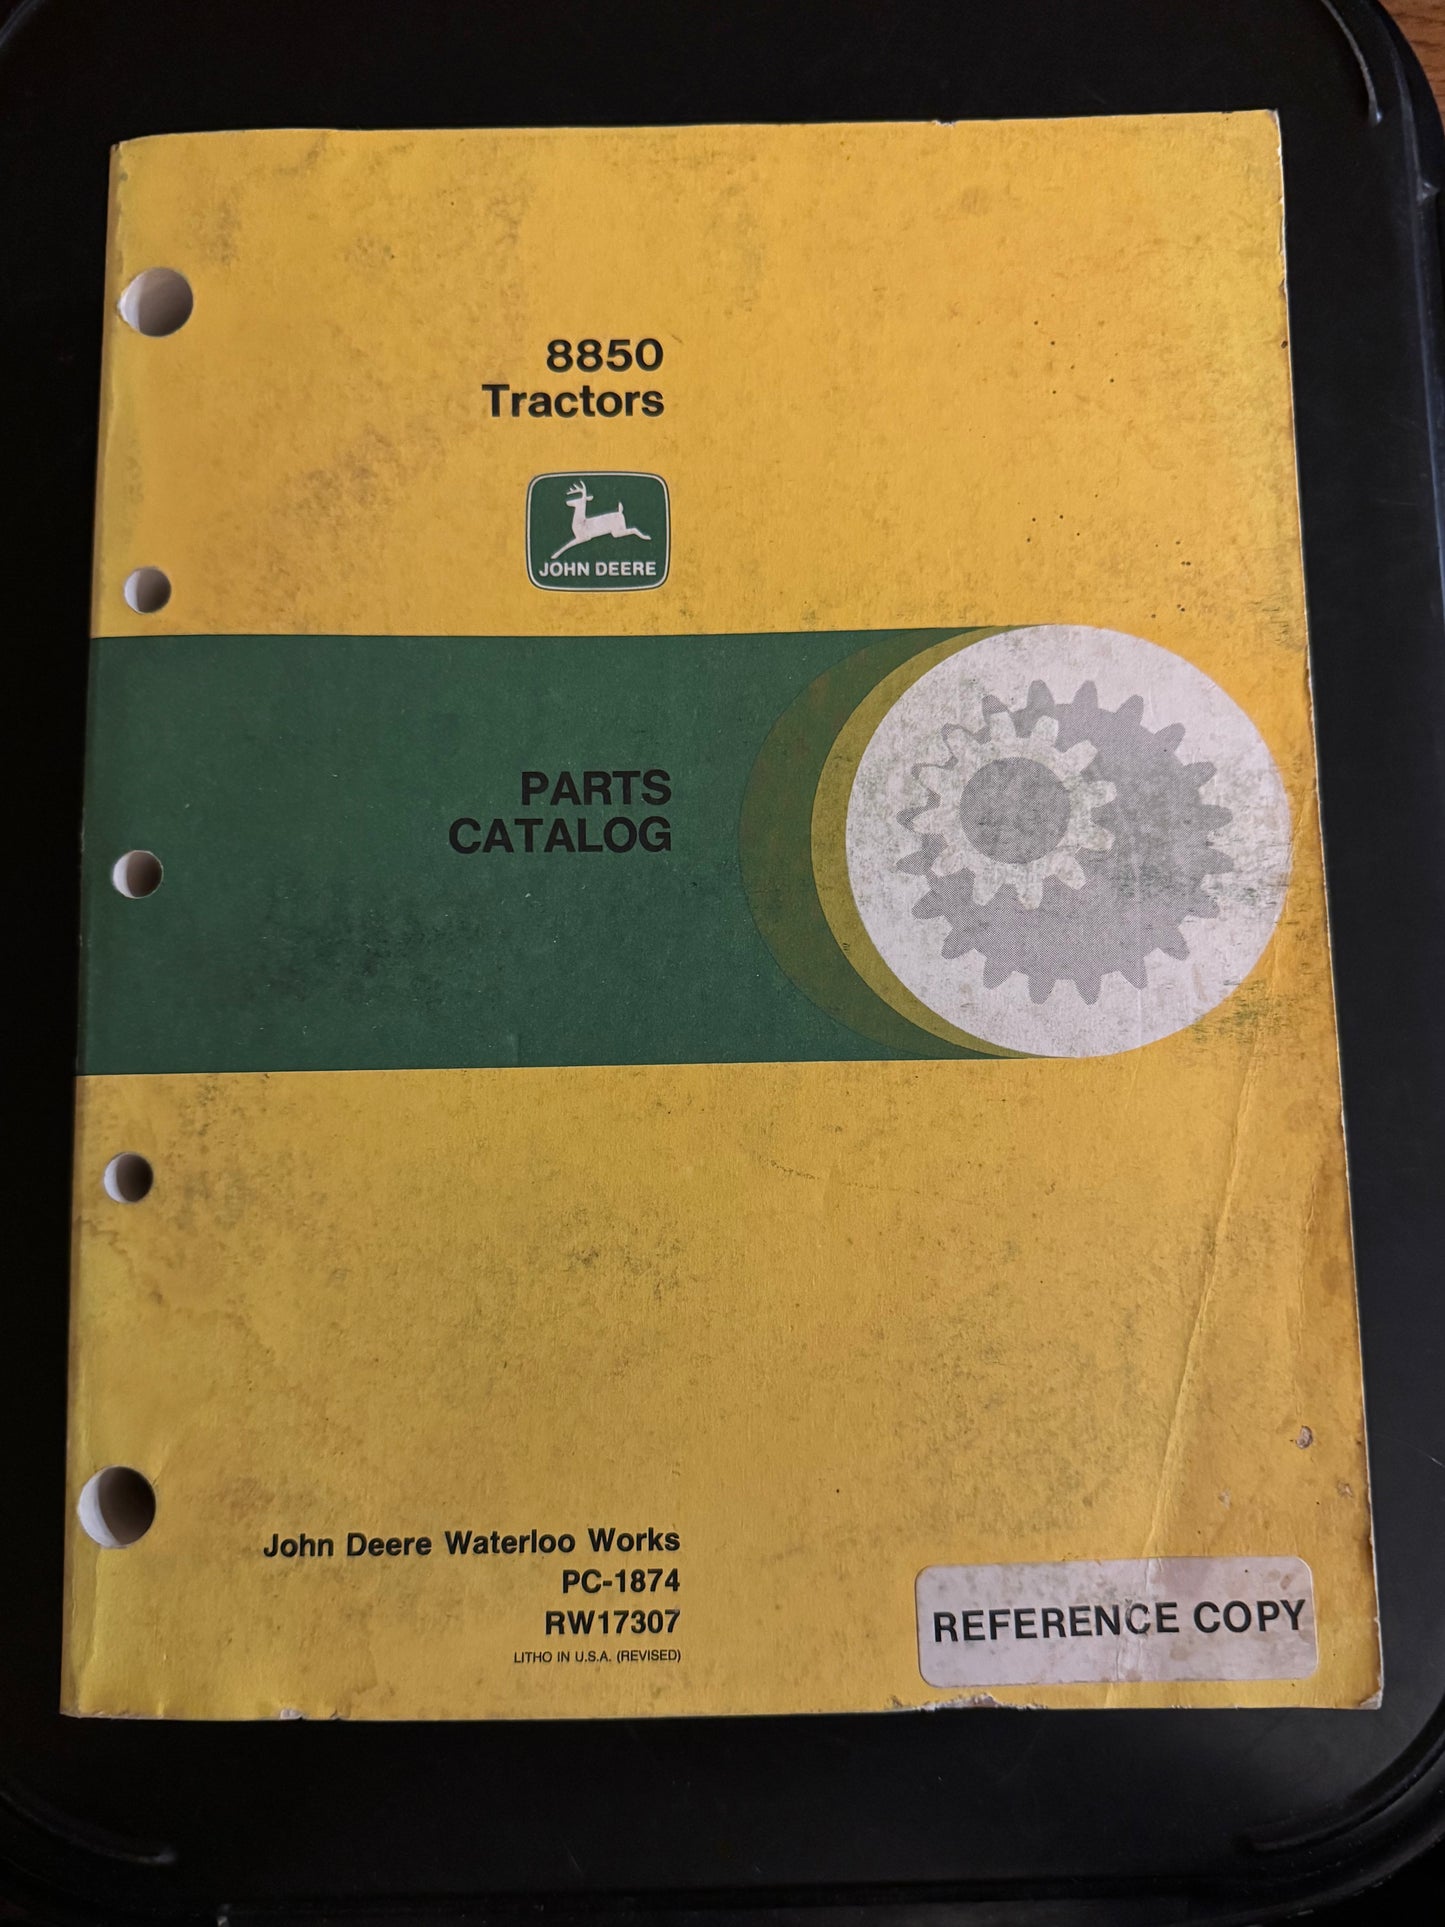 8850
Tractors
JOHN DEERE
PARTS
CATALOG
John Deere Waterloo Works
PC-1874
RW17307
LITHO IN U.S.A. (REVISED)
REFERENCE COPY